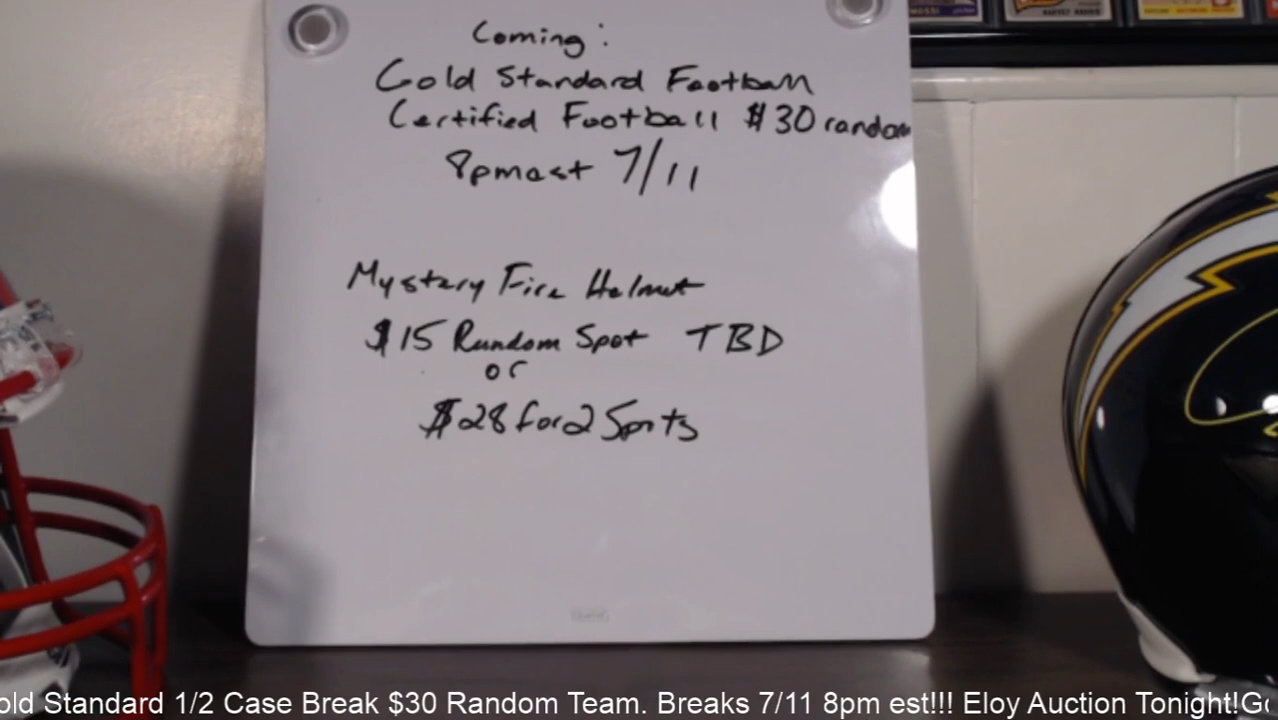 Coming:
Gold Standard Football
Certified Football $30 random
8pm est 7/11
Mystery Fire Helmet
$15 Random Spot TBD
or
$28 for 2 Spots
old Standard 1/2 Case Break $30 Random Team. Breaks 7/11 8pm est!!! Eloy Auction Tonight!Go